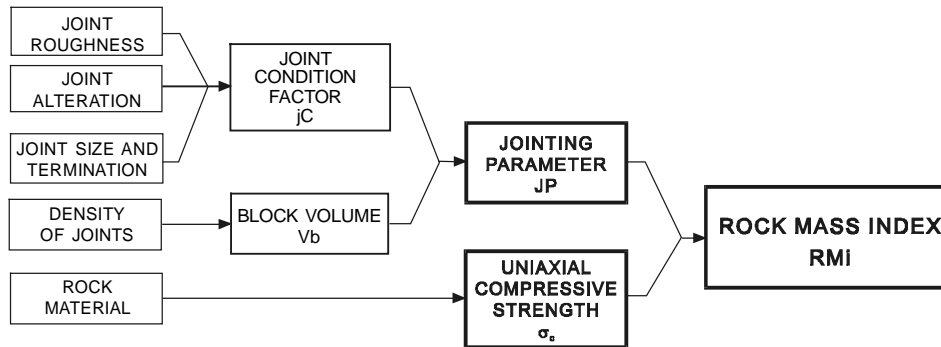 JOINT
ROUGHNESS
JOINT
ALTERATION
JOINT SIZE AND
TERMINATION
DENSITY
OF JOINTS
ROCK
MATERIAL
JOINT
CONDITION
FACTOR
jC
BLOCK VOLUME
Vb
JOINTING
PARAMETER
JP
UNIAXIAL
COMPRESSIVE
STRENGTH
ROCK MASS INDEX
RMi